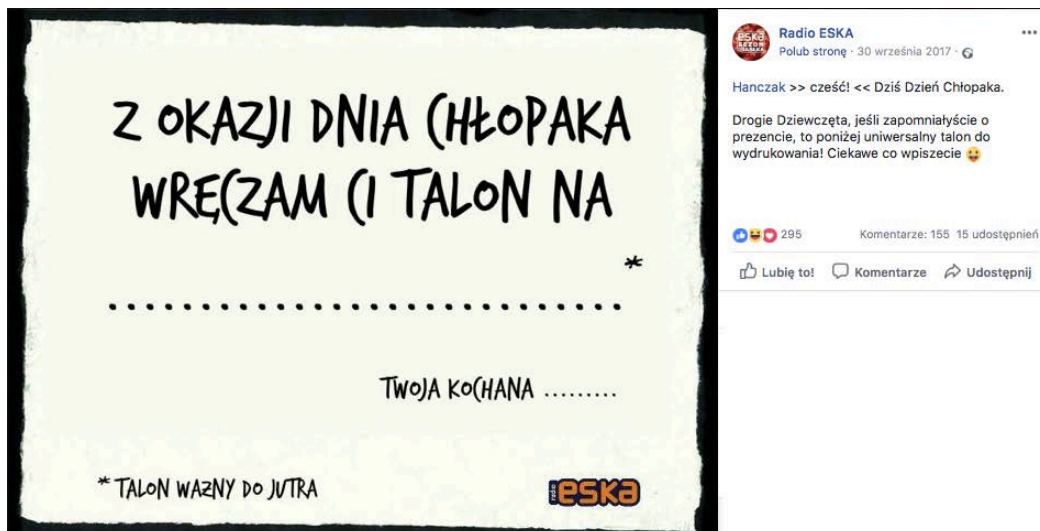 Z OKAZJI DNIA CHŁOPAKA
WRĘCZAM CI TALON NA
*
..............................
TWOJA KOCHANA .........
* TALON WAZNY DO JUTRA
radio eska
Radio ESKA
Polub stronę · 30 września 2017 ·
Hanczak >> cześć! << Dziś Dzień Chłopaka.
Drogie Dziewczęta, jeśli zapomniałyście o
prezencie, to poniżej uniwersalny talon do
wydrukowania! Ciekawe co wpiszecie 😜
295 Komentarze: 155 15 udostępnień
Lubię to! Komentarze Udostępnij